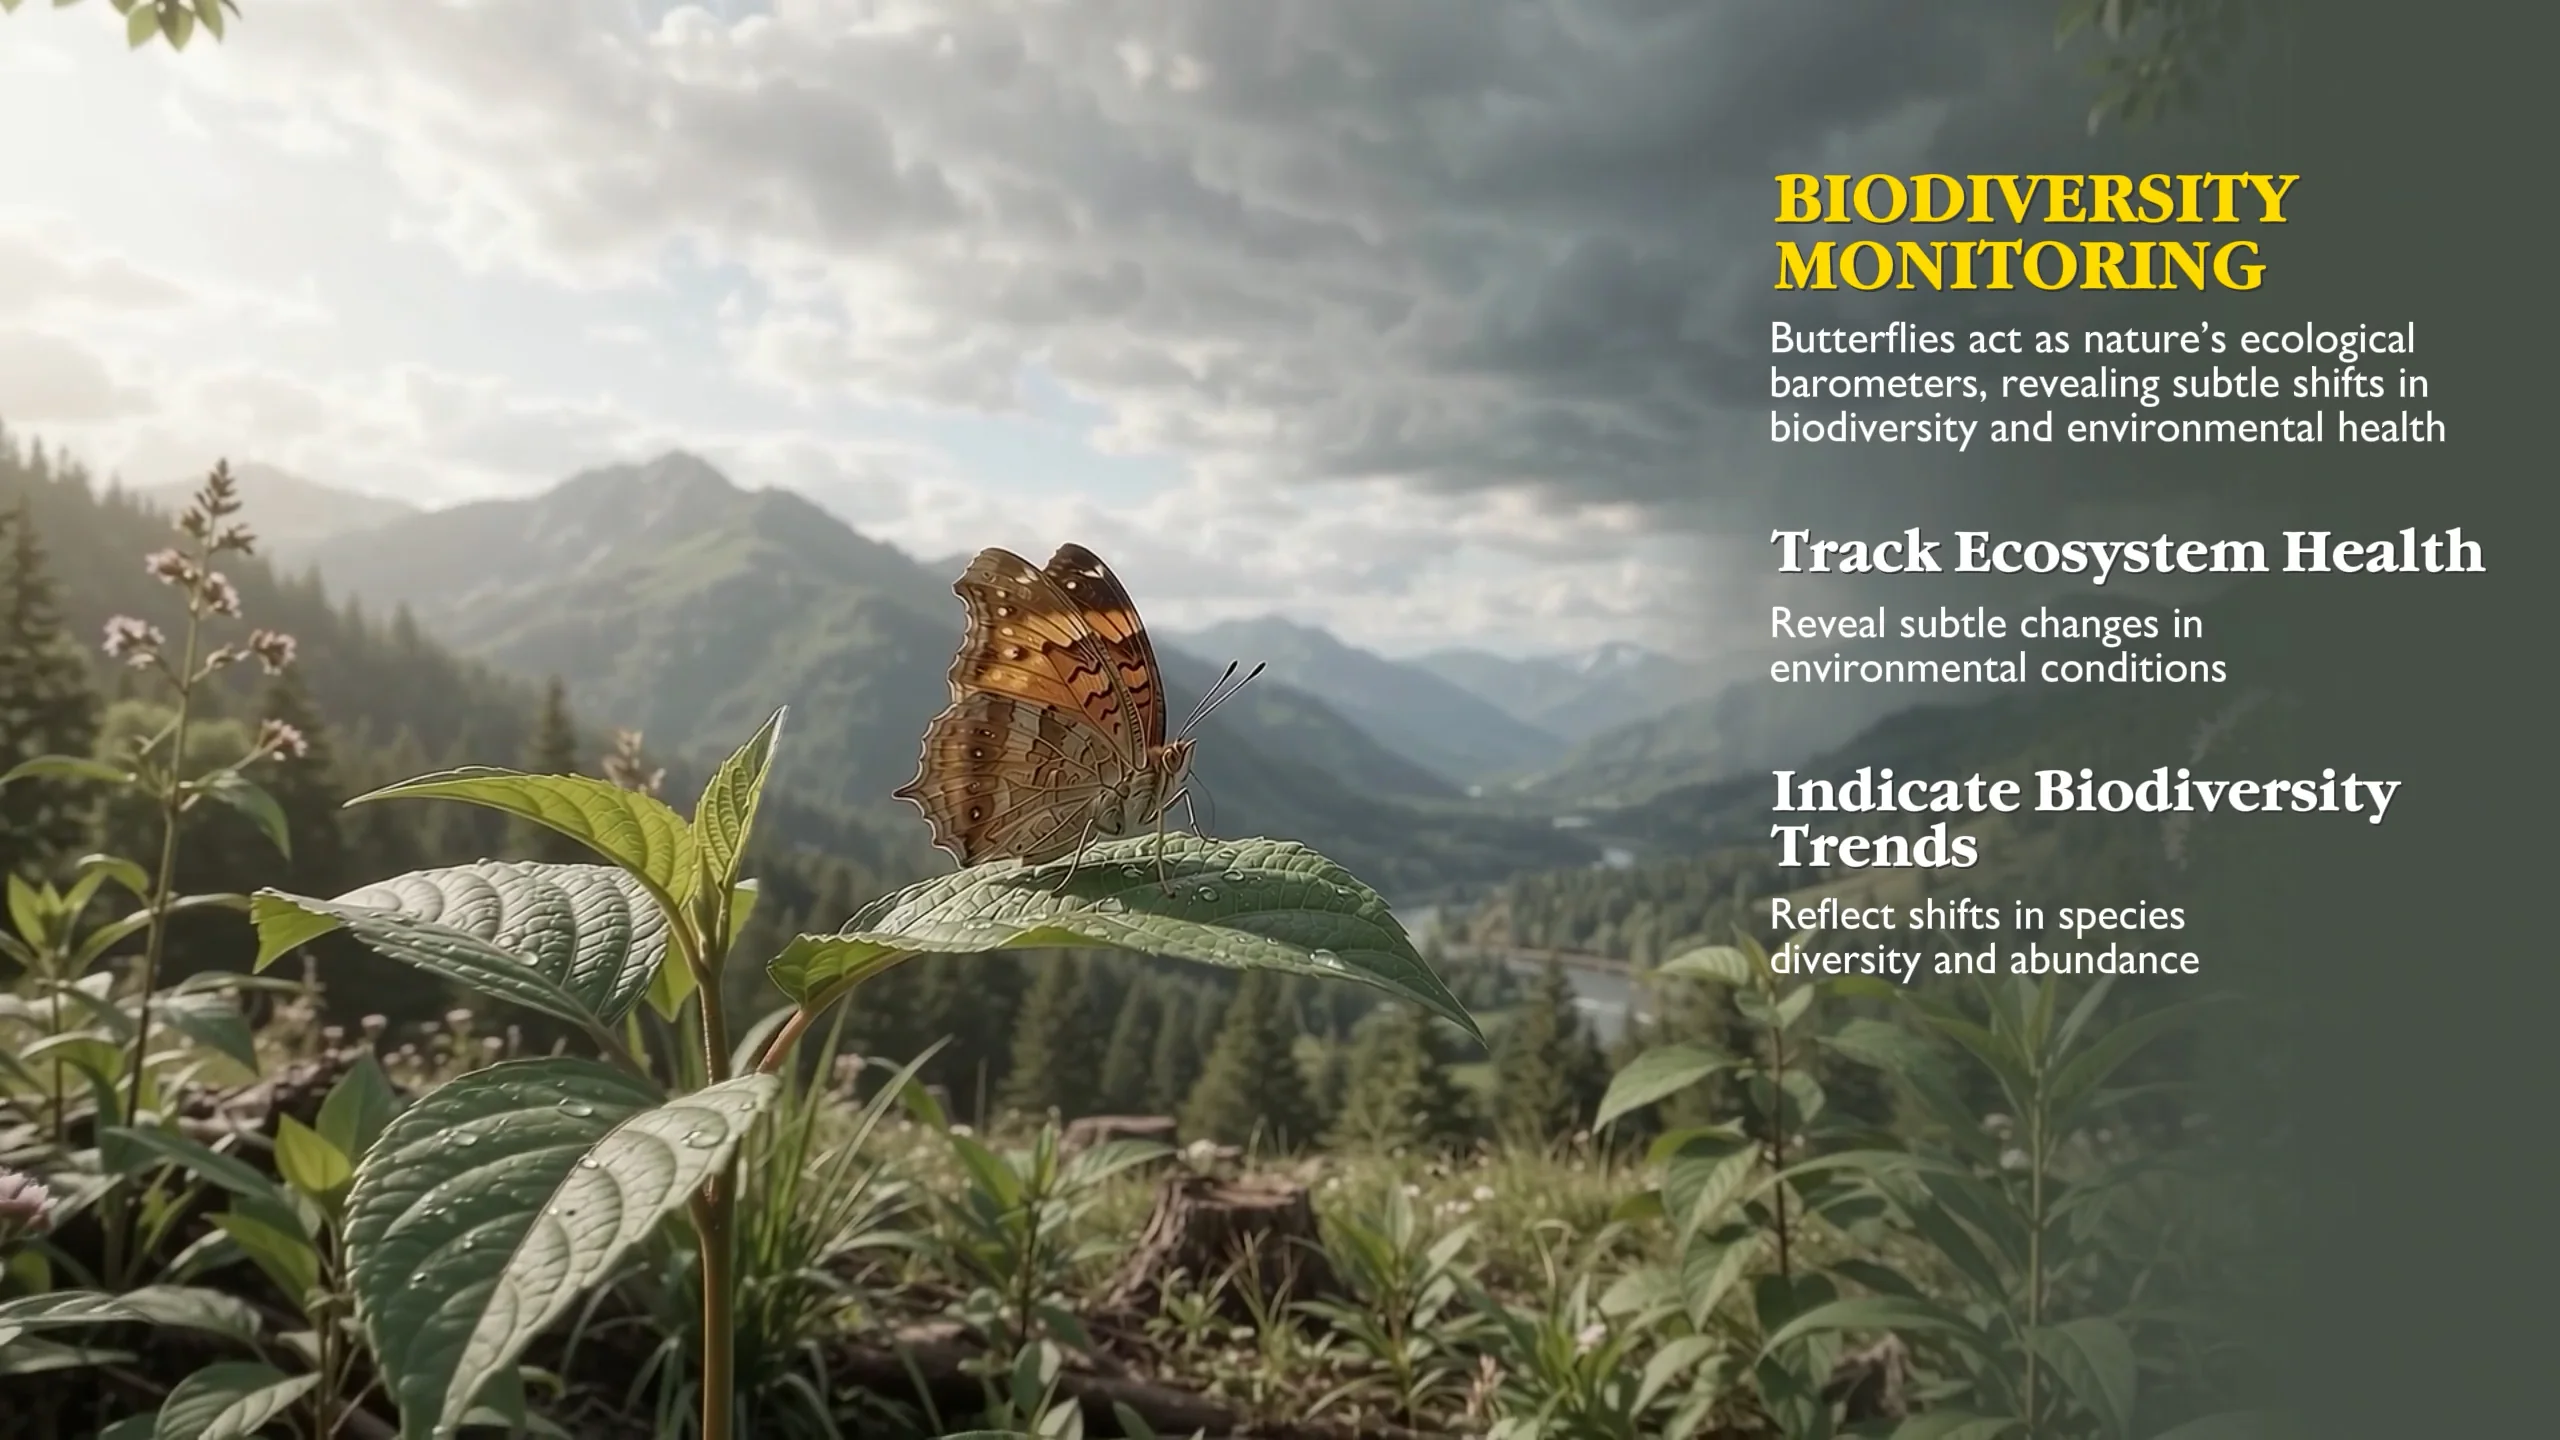 BIODIVERSITY
MONITORING
Butterflies act as nature’s ecological
barometers, revealing subtle shifts in
biodiversity and environmental health
Track Ecosystem Health
Reveal subtle changes in
environmental conditions
Indicate Biodiversity
Trends
Reflect shifts in species
diversity and abundance